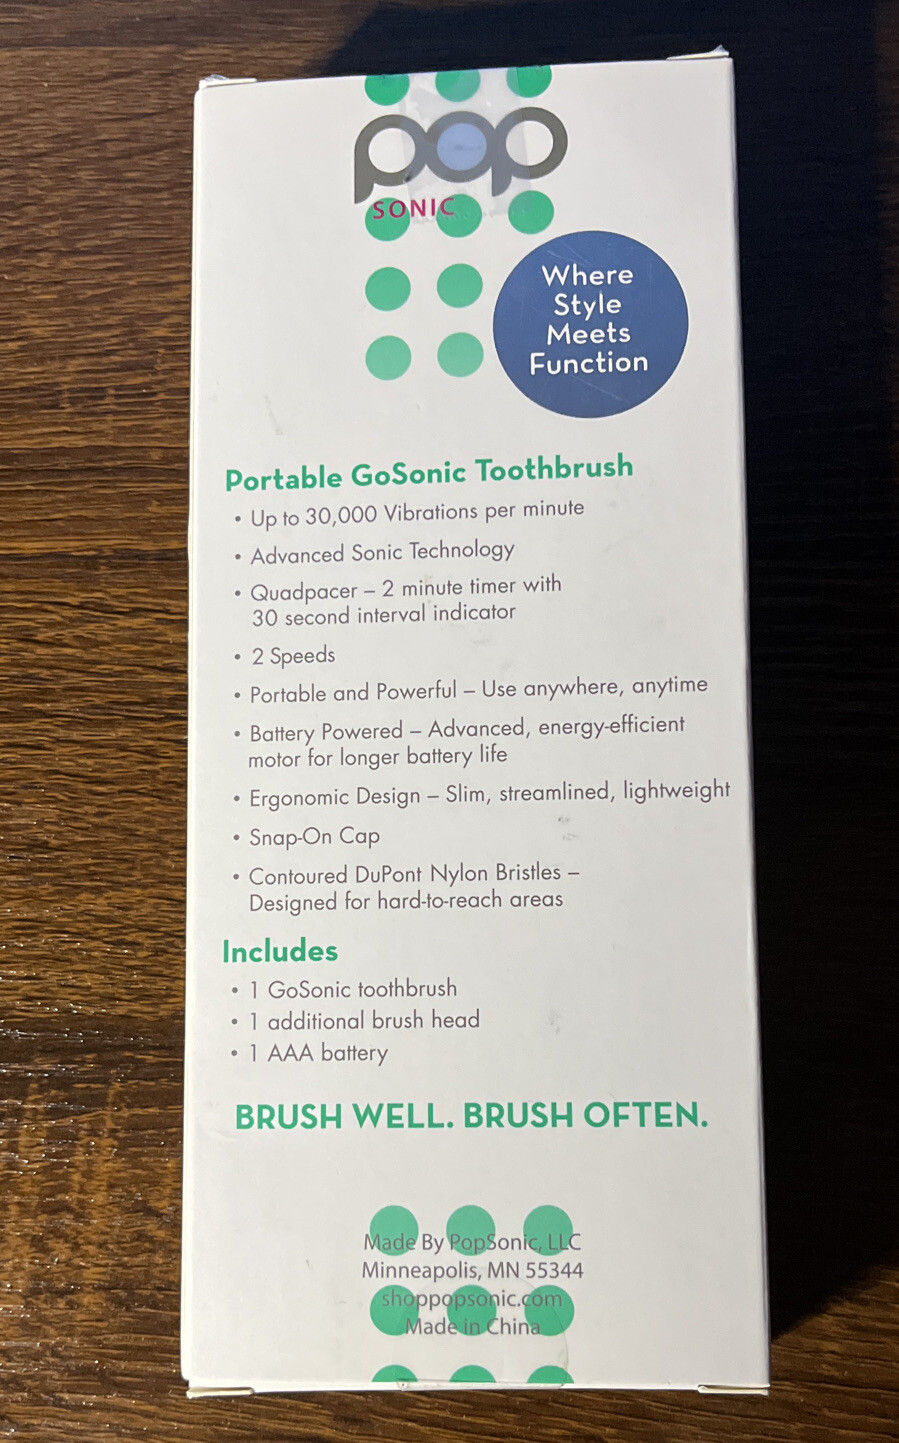 pop
SONIC
Where
Style
Meets
Function
Portable GoSonic Toothbrush
• Up to 30,000 Vibrations per minute
• Advanced Sonic Technology
• Quadpacer – 2 minute timer with
30 second interval indicator
• 2 Speeds
• Portable and Powerful – Use anywhere, anytime
• Battery Powered – Advanced, energy-efficient
motor for longer battery life
• Ergonomic Design – Slim, streamlined, lightweight
• Snap-On Cap
• Contoured DuPont Nylon Bristles –
Designed for hard-to-reach areas
Includes
• 1 GoSonic toothbrush
• 1 additional brush head
• 1 AAA battery
BRUSH WELL. BRUSH OFTEN.
Made By PopSonic, LLC
Minneapolis, MN 55344
shoppopsonic.com
Made in China